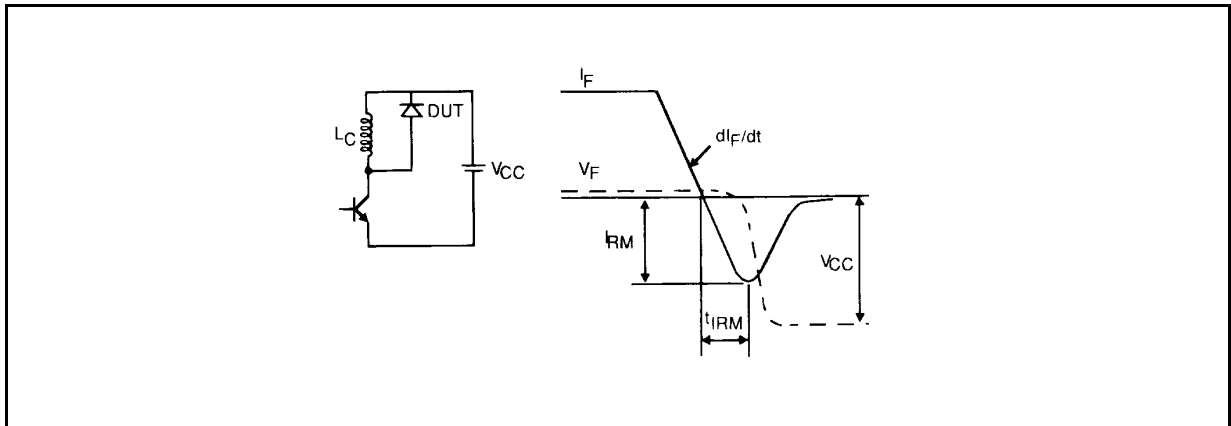 I_F
DUT
L_C
dI_F/dt
V_CC
V_F
I_RM
V_CC
t_IRM